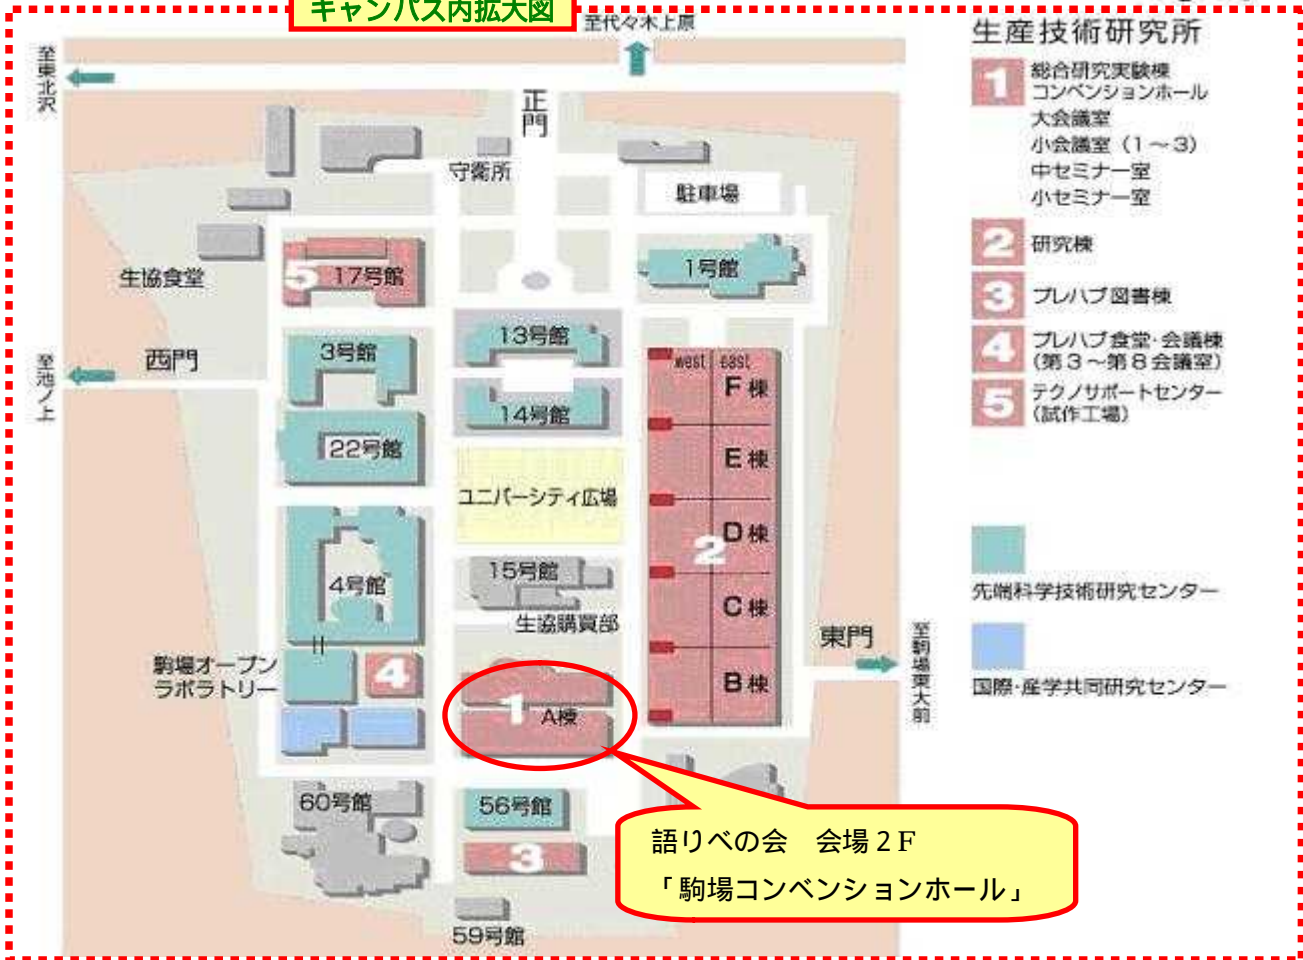 キャンパス内拡大図
至代々木上原
至東北沢
正門
守衛所
駐車場
生協食堂
5 17号館
1号館
至池ノ上
西門
3号館
13号館
14号館
22号館
west east
F棟
E棟
D棟
2
C棟
B棟
ユニバーシティ広場
4号館
15号館
生協購買部
東門
至駒場東大前
駒場オープン
ラボラトリー
4
1 A棟
60号館
56号館
3
59号館
語りべの会 会場2F
「駒場コンベンションホール」
生産技術研究所
1 総合研究実験棟
コンベンションホール
大会議室
小会議室(1~3)
中セミナー室
小セミナー室
2 研究棟
3 プレハブ図書棟
4 プレハブ食堂・会議棟
(第3~第8会議室)
5 テクノサポートセンター
(試作工場)
先端科学技術研究センター
国際・産学共同研究センター